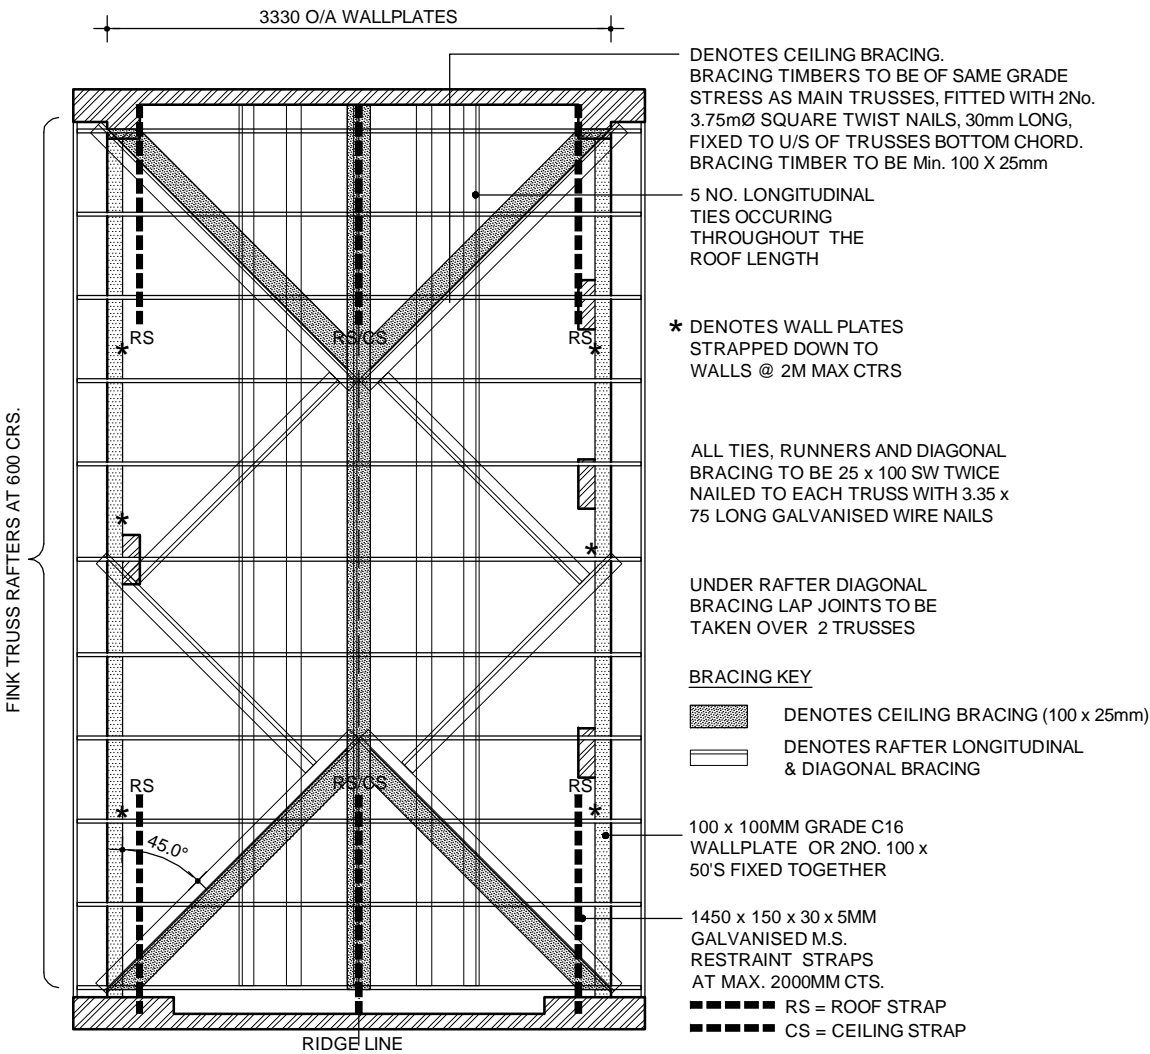 3330 O/A WALLPLATES
DENOTES CEILING BRACING.
BRACING TIMBERS TO BE OF SAME GRADE
STRESS AS MAIN TRUSSES, FITTED WITH 2No.
3.75mØ SQUARE TWIST NAILS, 30mm LONG,
FIXED TO U/S OF TRUSSES BOTTOM CHORD.
BRACING TIMBER TO BE Min. 100 X 25mm
5 NO. LONGITUDINAL
TIES OCCURING
THROUGHOUT THE
ROOF LENGTH
RS
RS/CS
RS
* DENOTES WALL PLATES
STRAPPED DOWN TO
WALLS @ 2M MAX CTRS
FINK TRUSS RAFTERS AT 600 CRS.
ALL TIES, RUNNERS AND DIAGONAL
BRACING TO BE 25 x 100 SW TWICE
NAILED TO EACH TRUSS WITH 3.35 x
75 LONG GALVANISED WIRE NAILS
UNDER RAFTER DIAGONAL
BRACING LAP JOINTS TO BE
TAKEN OVER 2 TRUSSES
BRACING KEY
DENOTES CEILING BRACING (100 x 25mm)
DENOTES RAFTER LONGITUDINAL
& DIAGONAL BRACING
RS
RS/CS
RS
45.0°
100 x 100MM GRADE C16
WALLPLATE OR 2NO. 100 x
50'S FIXED TOGETHER
1450 x 150 x 30 x 5MM
GALVANISED M.S.
RESTRAINT STRAPS
AT MAX. 2000MM CTS.
RS = ROOF STRAP
CS = CEILING STRAP
RIDGE LINE